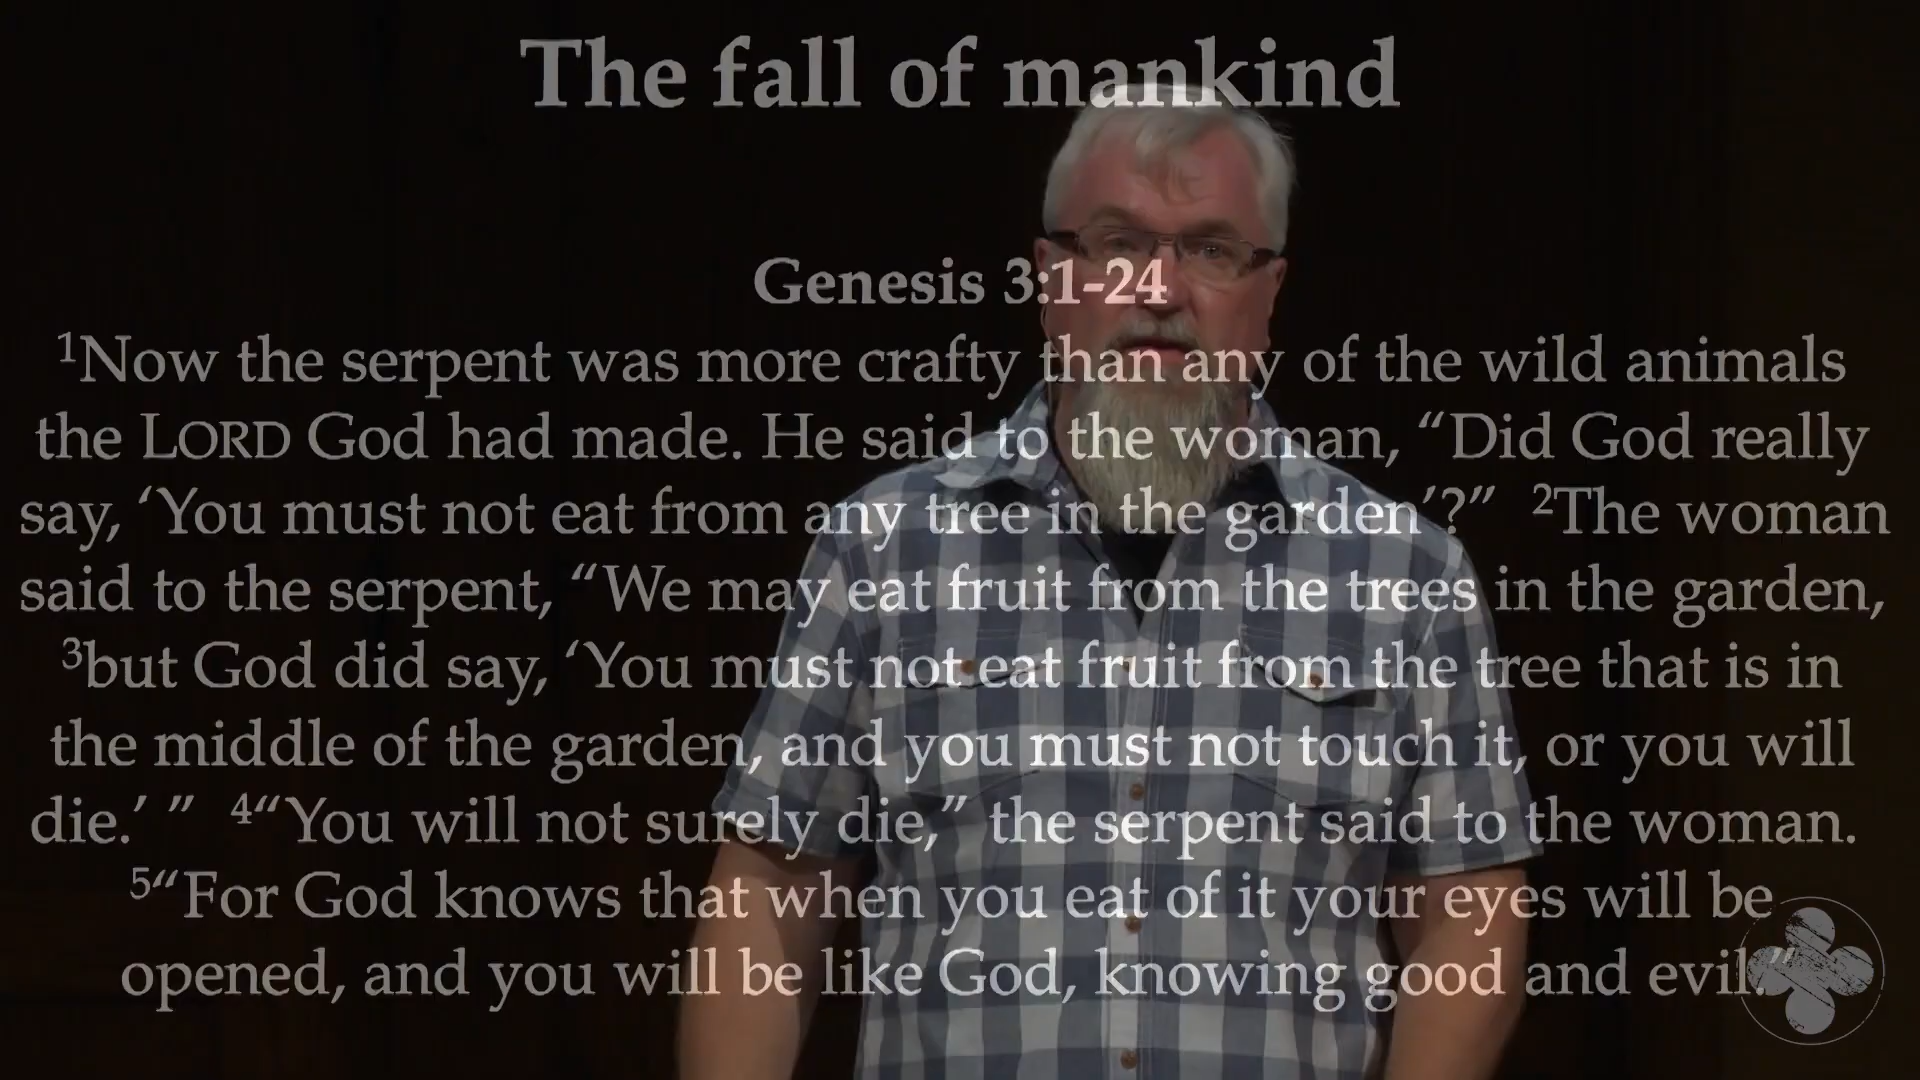 The fall of mankind
Genesis 3:1-24
¹Now the serpent was more crafty than any of the wild animals
the LORD God had made. He said to the woman, “Did God really
say, ‘You must not eat from any tree in the garden’?” ²The woman
said to the serpent, “We may eat fruit from the trees in the garden,
³but God did say, ‘You must not eat fruit from the tree that is in
the middle of the garden, and you must not touch it, or you will
die.’ ” ⁴“You will not surely die,” the serpent said to the woman.
⁵“For God knows that when you eat of it your eyes will be
opened, and you will be like God, knowing good and evil.”